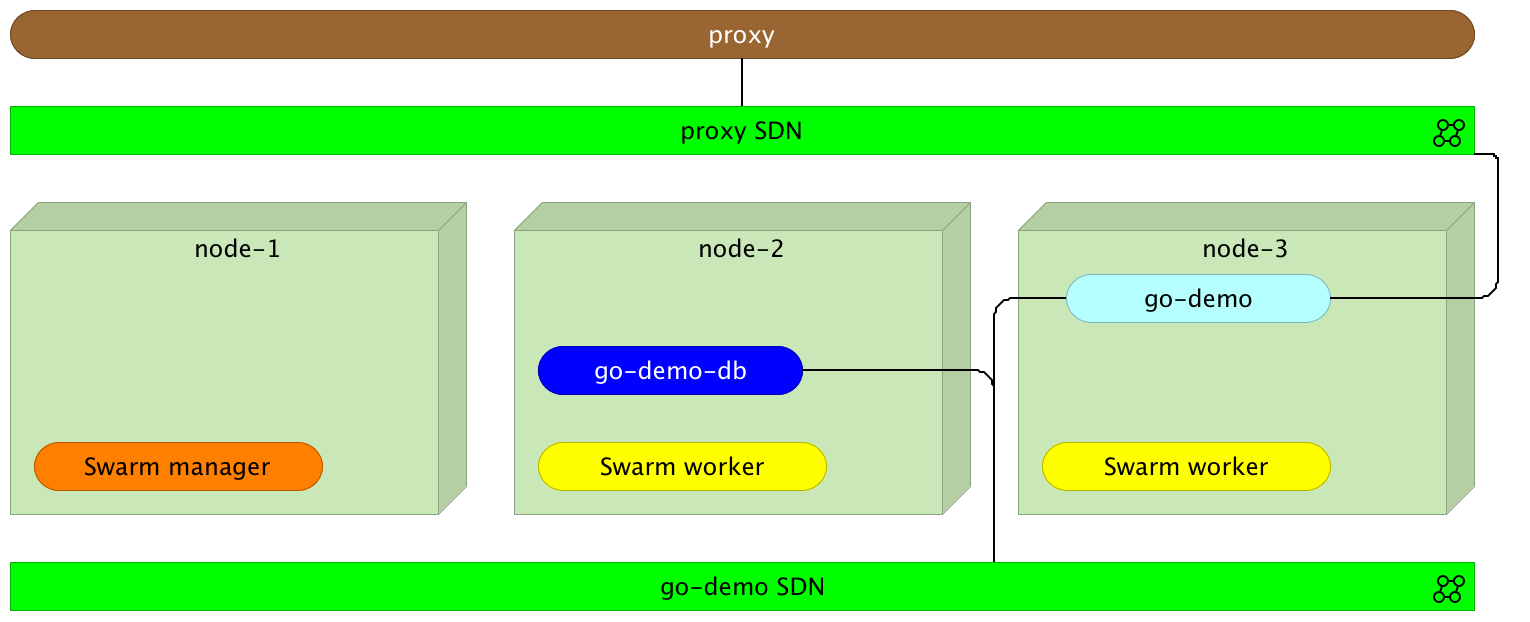 proxy
proxy SDN
node-1
node-2
node-3
go-demo
go-demo-db
Swarm manager
Swarm worker
Swarm worker
go-demo SDN